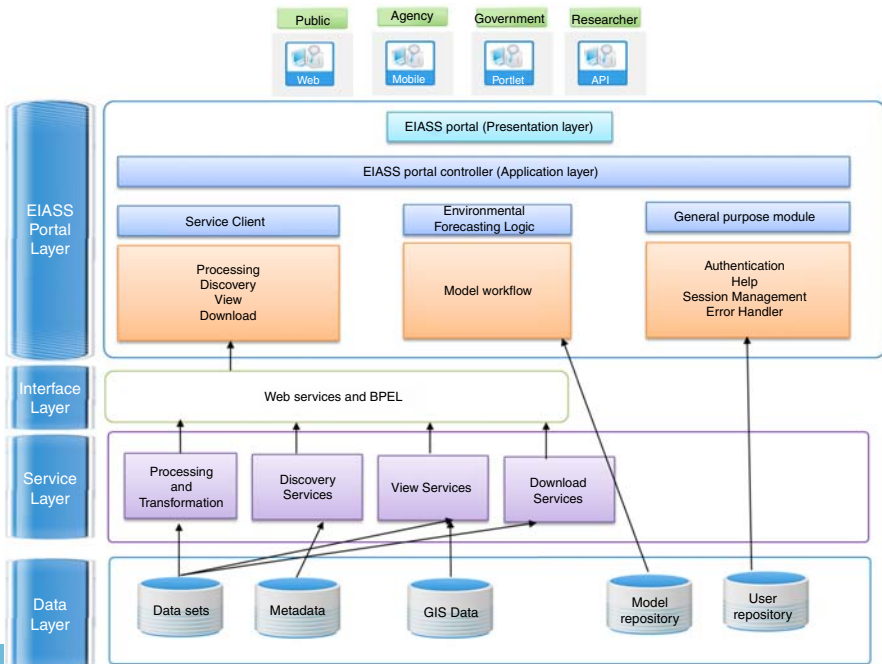 Public
Agency
Government
Researcher
Web
Mobile
Portlet
API
EIASS
Portal
Layer
EIASS portal (Presentation layer)
EIASS portal controller (Application layer)
Service Client
Environmental
Forecasting Logic
General purpose module
Processing
Discovery
View
Download
Model workflow
Authentication
Help
Session Management
Error Handler
Interface
Layer
Web services and BPEL
Service
Layer
Processing
and
Transformation
Discovery
Services
View Services
Download
Services
Data
Layer
Data sets
Metadata
GIS Data
Model
repository
User
repository